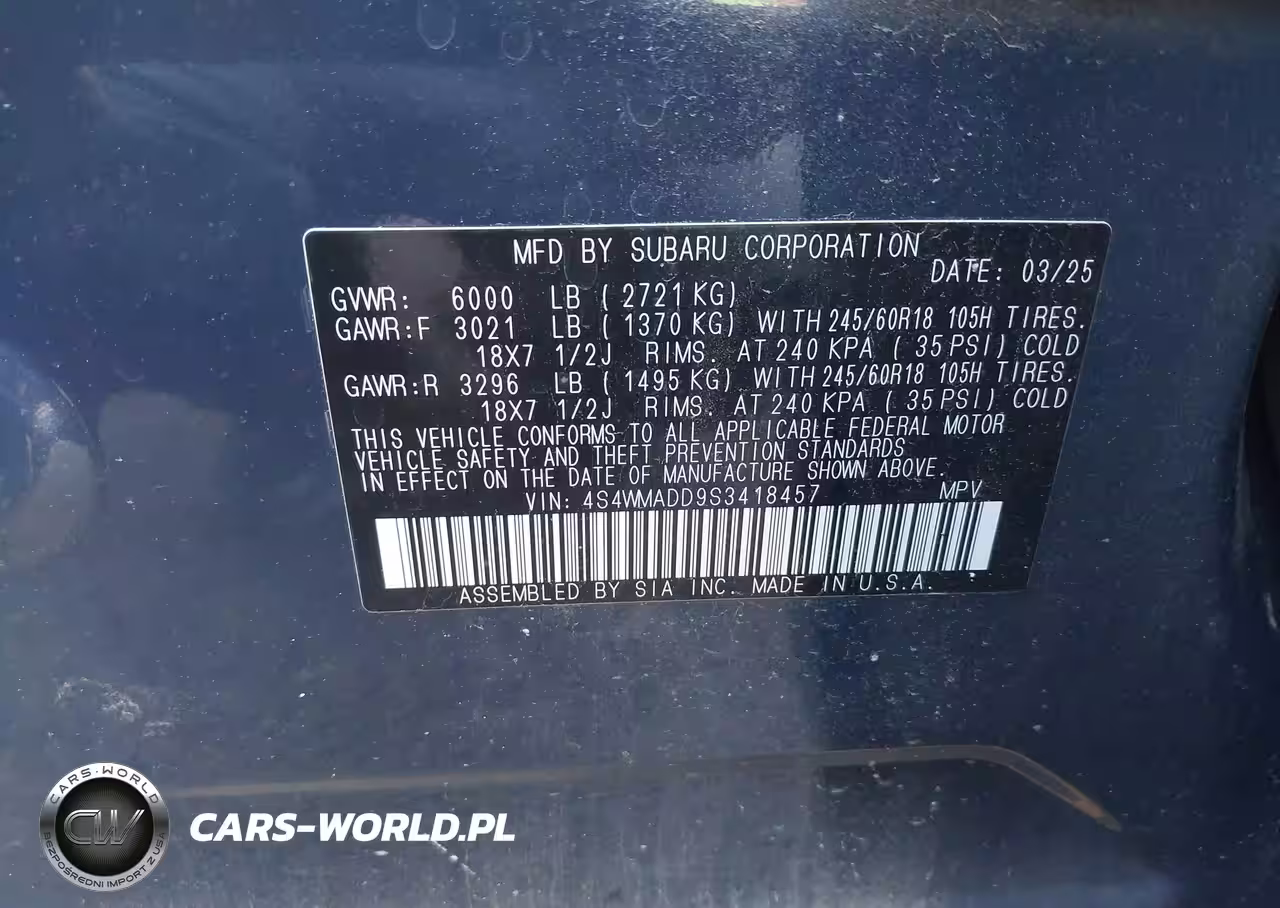 MFD BY SUBARU CORPORATION
DATE: 03/25
GVWR: 6000 LB ( 2721 KG)
GAWR:F 3021 LB ( 1370 KG) WITH 245/60R18 105H TIRES.
18X7 1/2J RIMS. AT 240 KPA ( 35 PSI) COLD
GAWR:R 3296 LB ( 1495 KG) WITH 245/60R18 105H TIRES.
18X7 1/2J RIMS. AT 240 KPA ( 35 PSI) COLD
THIS VEHICLE CONFORMS TO ALL APPLICABLE FEDERAL MOTOR
VEHICLE SAFETY AND THEFT PREVENTION STANDARDS
IN EFFECT ON THE DATE OF MANUFACTURE SHOWN ABOVE.
VIN: 4S4WMADD9S3418457 MPV
ASSEMBLED BY SIA INC. MADE IN U.S.A.
CARS-WORLD
CW
BEZPOŚREDNI IMPORT Z USA
CARS-WORLD.PL